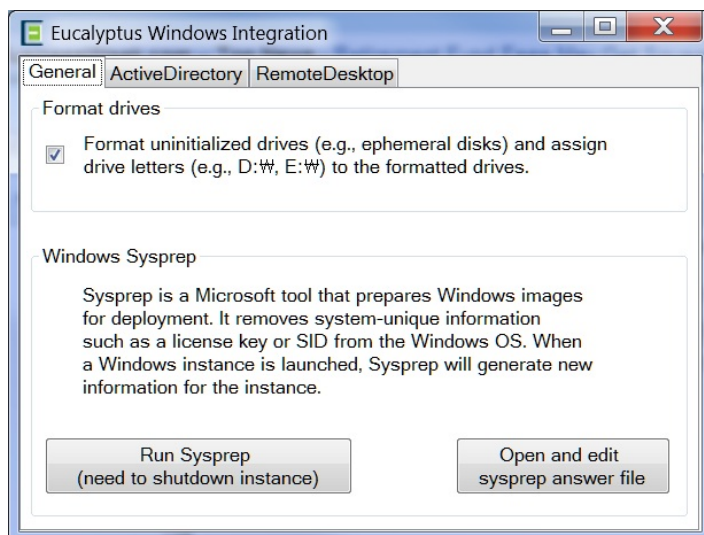 Eucalyptus Windows Integration
General ActiveDirectory RemoteDesktop
Format drives
Format uninitialized drives (e.g., ephemeral disks) and assign
drive letters (e.g., D:₩, E:₩) to the formatted drives.
Windows Sysprep
Sysprep is a Microsoft tool that prepares Windows images
for deployment. It removes system-unique information
such as a license key or SID from the Windows OS. When
a Windows instance is launched, Sysprep will generate new
information for the instance.
Run Sysprep
(need to shutdown instance)
Open and edit
sysprep answer file